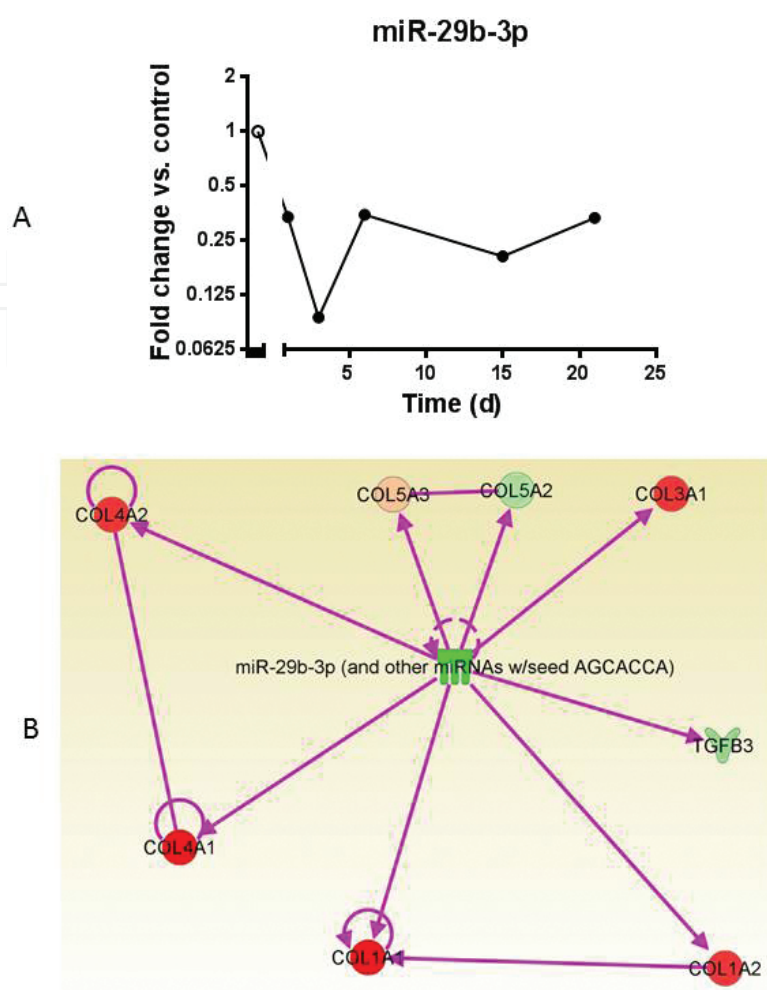 miR-29b-3p
A
Fold change vs. control
2
1
0.5
0.25
0.125
0.0625
5 10 15 20 25
Time (d)
B
COL4A2
COL5A3
COL5A2
COL3A1
miR-29b-3p (and other miRNAs w/seed AGCACCA)
TGFB3
COL4A1
COL1A1
COL1A2